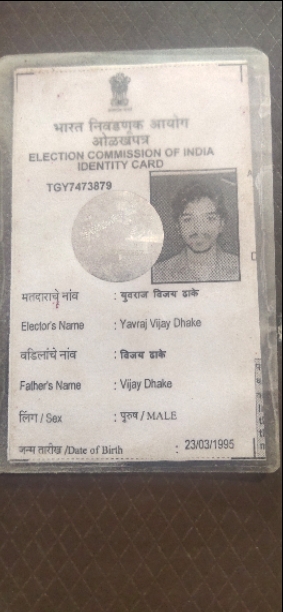 भारत निवडणूक आयोग
ओळखपत्र
ELECTION COMMISSION OF INDIA
IDENTITY CARD
TGY7473879
मतदाराचे नांव : युवराज विजय ढाके
Elector's Name : Yavraj Vijay Dhake
वडिलांचे नांव : विजय ढाके
Father's Name : Vijay Dhake
लिंग / Sex : पुरुष / MALE
जन्म तारीख /Date of Birth : 23/03/1995